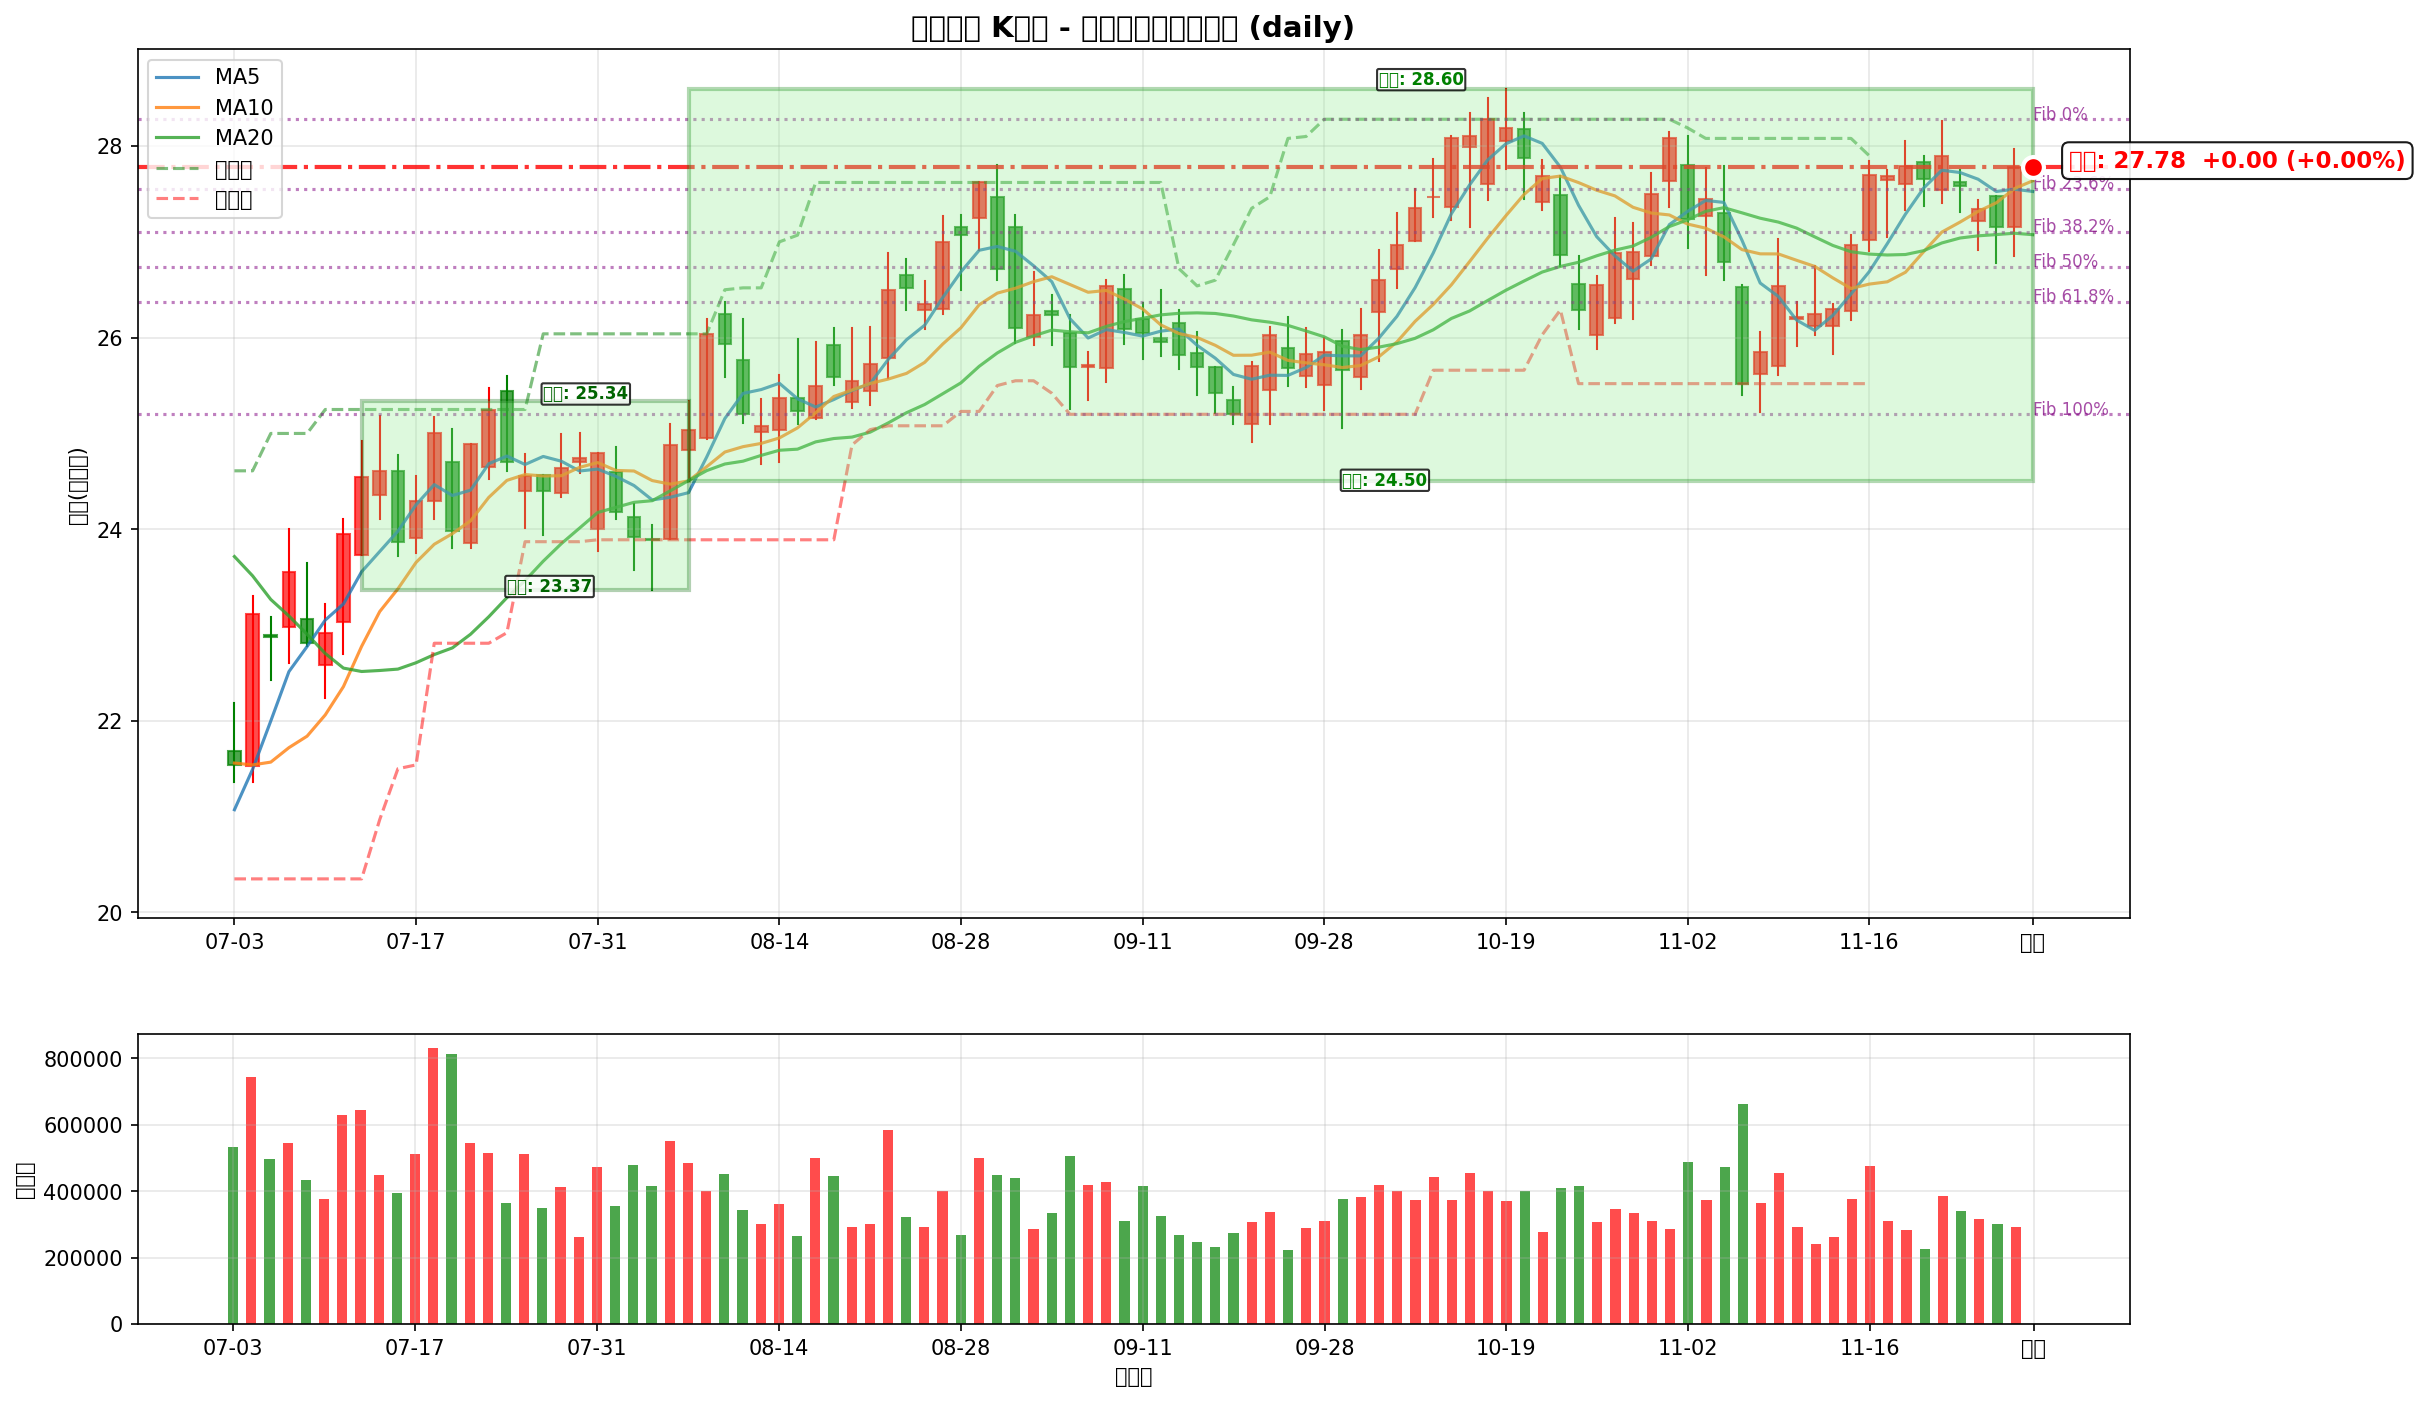 K - (daily)
MA5
MA10
MA20
: 28.60
: 25.34
: 24.50
: 23.37
Fib 0%
: 27.78 +0.00 (+0.00%)
Fib 23.6%
Fib 38.2%
Fib 50%
Fib 61.8%
Fib 100%
28
26
24
22
20
07-03 07-17 07-31 08-14 08-28 09-11 09-28 10-19 11-02 11-16
800000
600000
400000
200000
0
07-03 07-17 07-31 08-14 08-28 09-11 09-28 10-19 11-02 11-16